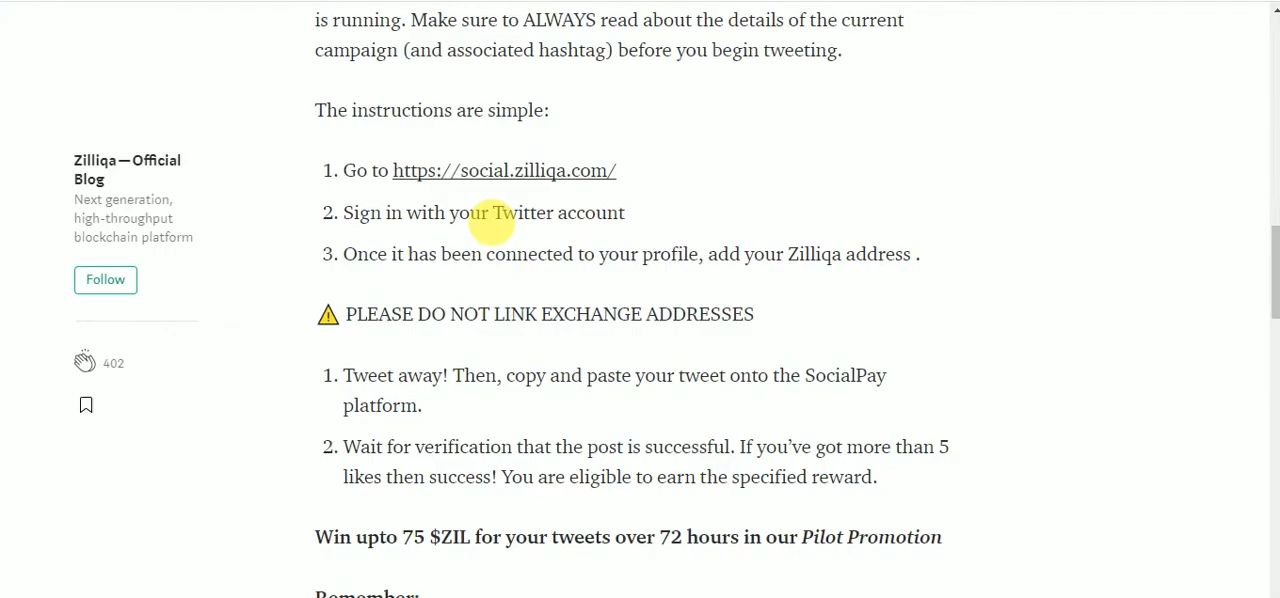 is running. Make sure to ALWAYS read about the details of the current
campaign (and associated hashtag) before you begin tweeting.
The instructions are simple:
1. Go to https://social.zilliqa.com/
2. Sign in with your Twitter account
3. Once it has been connected to your profile, add your Zilliqa address .
⚠ PLEASE DO NOT LINK EXCHANGE ADDRESSES
1. Tweet away! Then, copy and paste your tweet onto the SocialPay
platform.
2. Wait for verification that the post is successful. If you’ve got more than 5
likes then success! You are eligible to earn the specified reward.
Win upto 75 $ZIL for your tweets over 72 hours in our Pilot Promotion
Remember:
Zilliqa — Official
Blog
Next generation,
high-throughput
blockchain platform
Follow
402